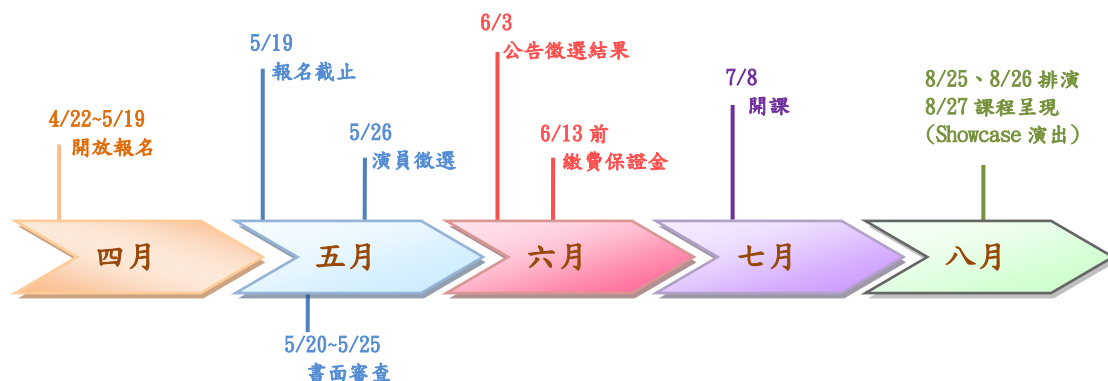 4/22~5/19
開放報名
5/19
報名截止
5/26
演員徵選
6/3
公告徵選結果
6/13 前
繳費保證金
7/8
開課
8/25、8/26 排演
8/27 課程呈現
(Showcase 演出)
四月
五月
六月
七月
八月
5/20~5/25
書面審查